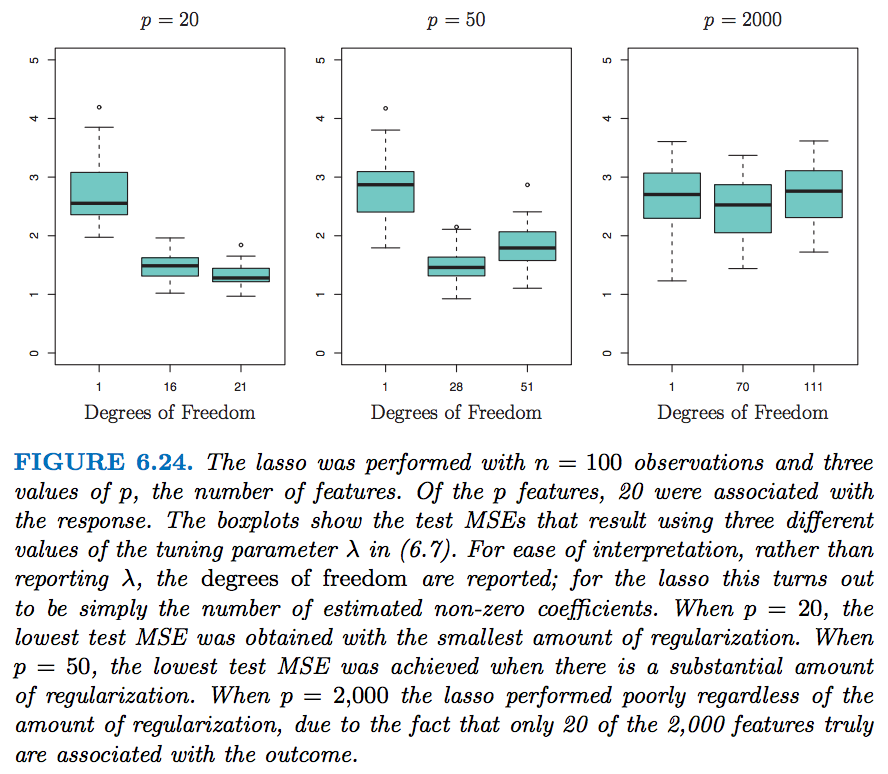 p = 20
p = 50
p = 2000
5
4
3
2
1
0
1
16
21
Degrees of Freedom
5
4
3
2
1
0
1
28
51
Degrees of Freedom
5
4
3
2
1
0
1
70
111
Degrees of Freedom
FIGURE 6.24. The lasso was performed with n = 100 observations and three
values of p, the number of features. Of the p features, 20 were associated with
the response. The boxplots show the test MSEs that result using three different
values of the tuning parameter λ in (6.7). For ease of interpretation, rather than
reporting λ, the degrees of freedom are reported; for the lasso this turns out
to be simply the number of estimated non-zero coefficients. When p = 20, the
lowest test MSE was obtained with the smallest amount of regularization. When
p = 50, the lowest test MSE was achieved when there is a substantial amount
of regularization. When p = 2,000 the lasso performed poorly regardless of the
amount of regularization, due to the fact that only 20 of the 2,000 features truly
are associated with the outcome.